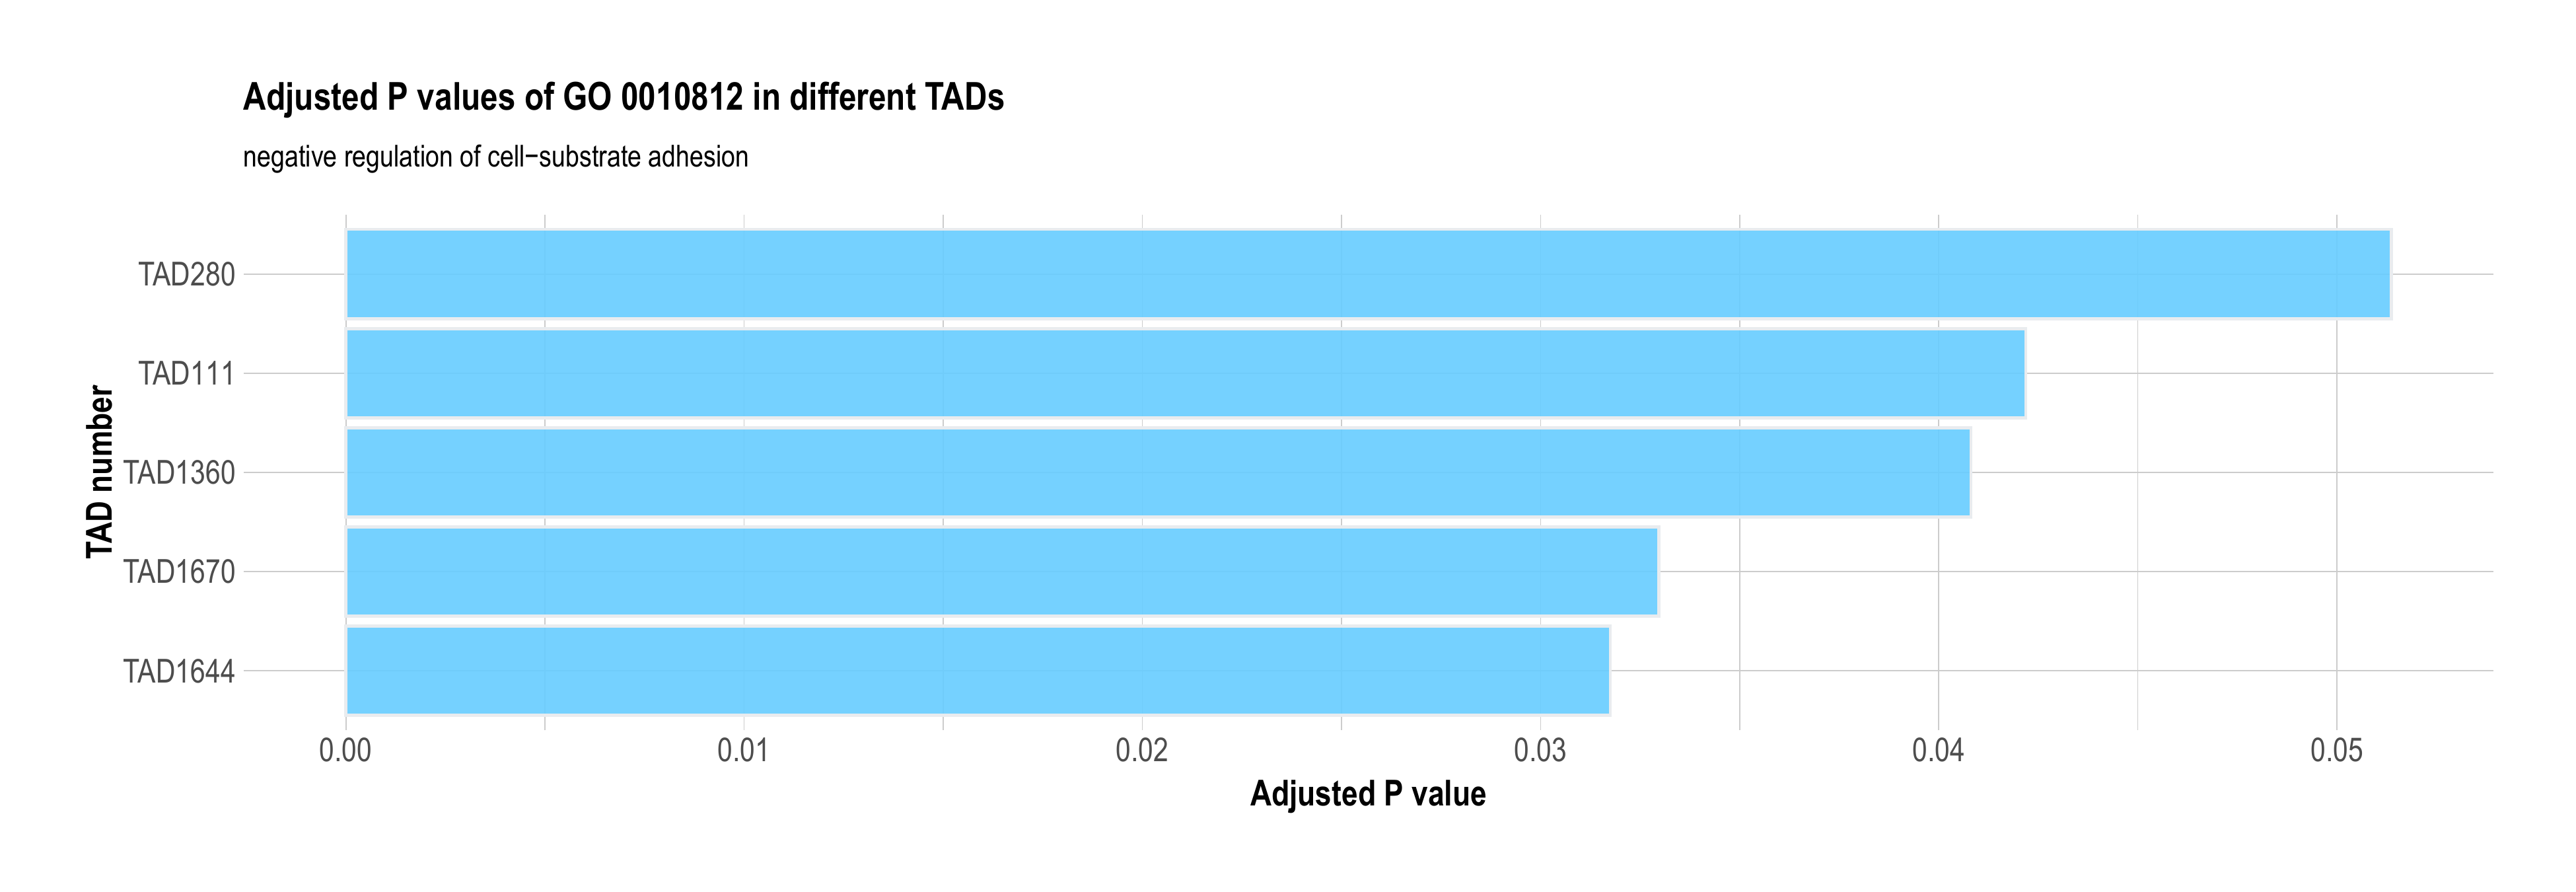 Adjusted P values of GO 0010812 in different TADs
negative regulation of cell−substrate adhesion
TAD number
TAD280
TAD111
TAD1360
TAD1670
TAD1644
0.00 0.01 0.02 0.03 0.04 0.05
Adjusted P value